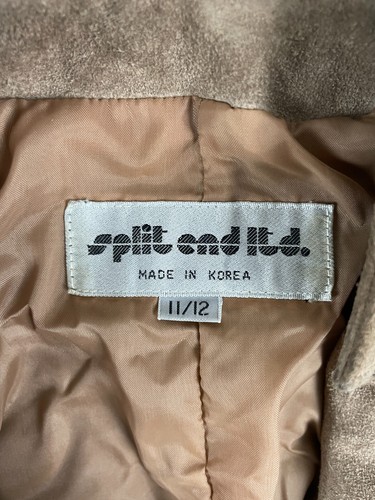 split end ltd.
MADE IN KOREA
11/12